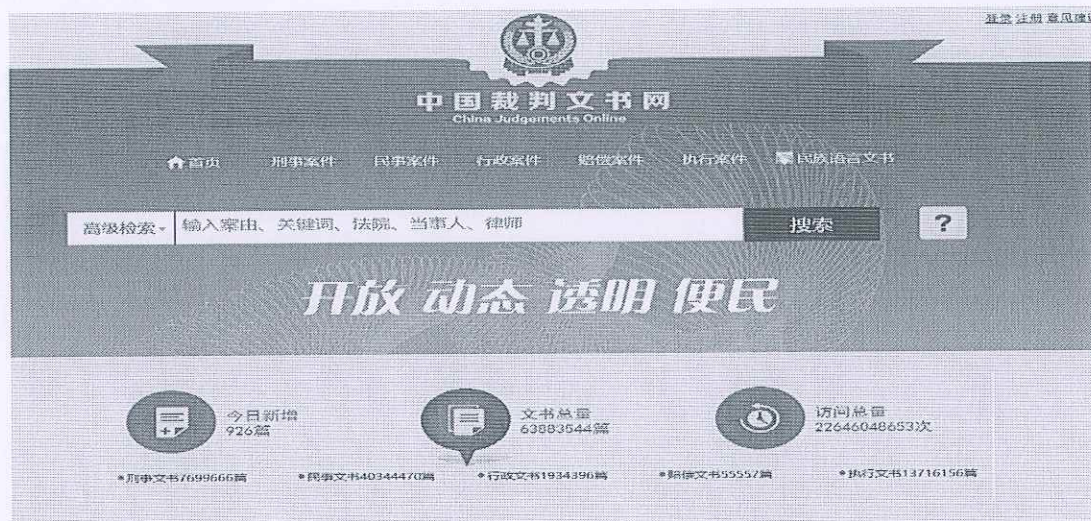 登录 注册 意见建议
中国裁判文书网
China Judgements Online
首页 刑事案件 民事案件 行政案件 赔偿案件 执行案件 民族语言文书
高级检索 输入案由、关键词、法院、当事人、律师 搜索 ?
开放 动态 透明 便民
今日新增
926篇
文书总量
63883544篇
访问总量
22646048653次
*刑事文书7699666篇 *民事文书40344470篇 *行政文书1934396篇 *赔偿文书55557篇 *执行文书13716156篇